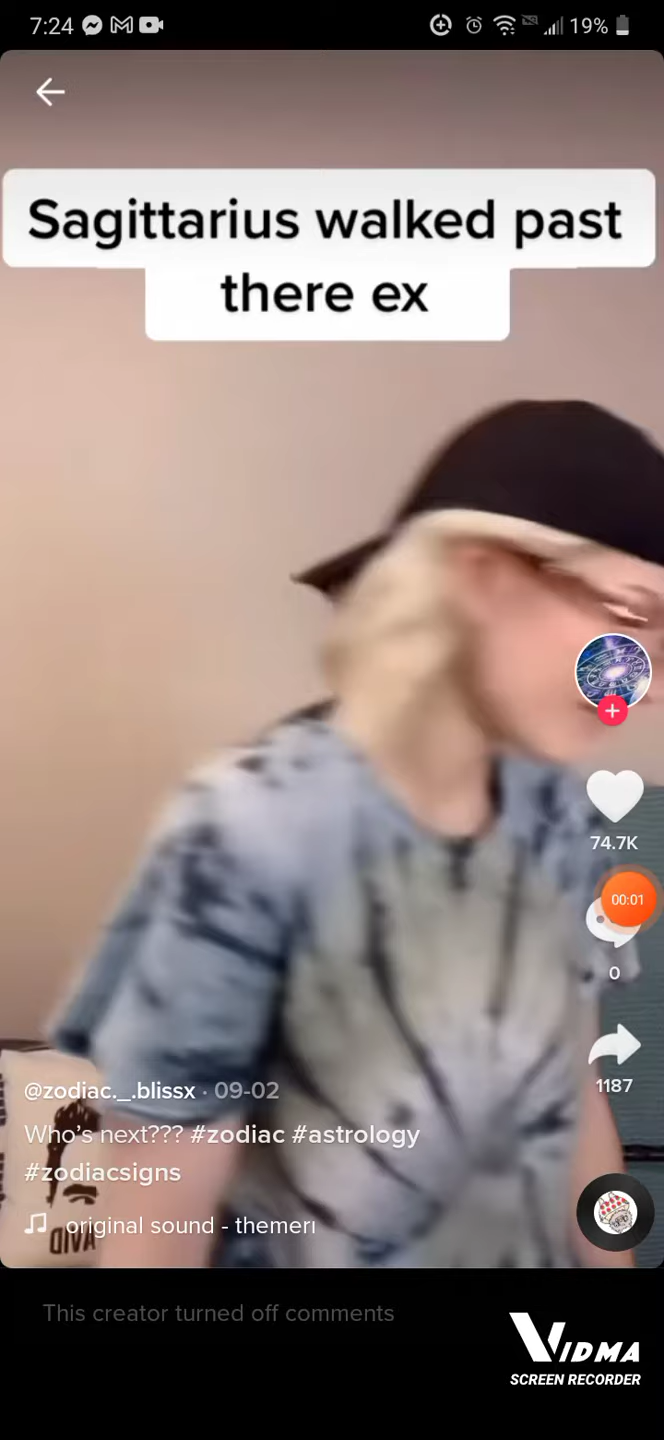 7:24
19%
Sagittarius walked past
there ex
74.7K
00:01
0
1187
@zodiac._.blissx · 09-02
Who's next??? #zodiac #astrology
#zodiacsigns
original sound - themeri
This creator turned off comments
VIDMA
SCREEN RECORDER